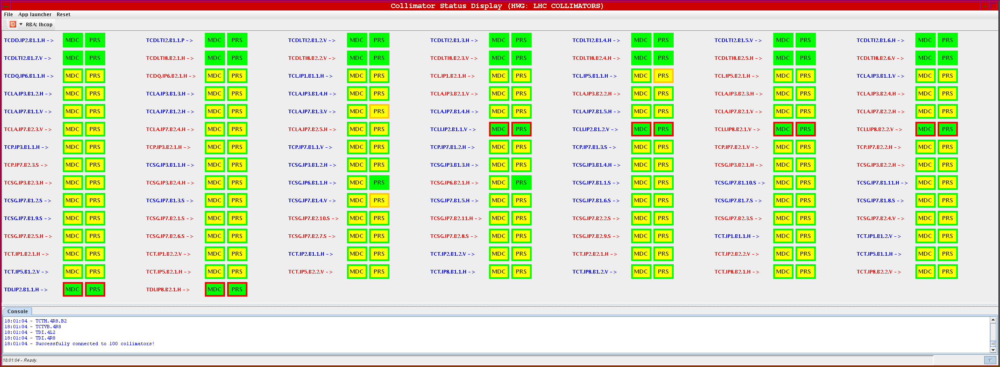 Collimator Status Display (HWG: LHC COLLIMATORS)
File App launcher Reset
RBA: lhcop
TCDD.IP2.B1.1.H -> MDC PRS TCDI.TI2.B1.1.P -> MDC PRS TCDI.TI2.B1.2.V -> MDC PRS TCDI.TI2.B1.3.H -> MDC PRS TCDI.TI2.B1.4.H -> MDC PRS TCDI.TI2.B1.5.V -> MDC PRS TCDI.TI2.B1.6.H -> MDC PRS
TCDI.TI2.B1.7.V -> MDC PRS TCDI.TI8.B2.1.H -> MDC PRS TCDI.TI8.B2.2.V -> MDC PRS TCDI.TI8.B2.3.V -> MDC PRS TCDI.TI8.B2.4.H -> MDC PRS TCDI.TI8.B2.5.H -> MDC PRS TCDI.TI8.B2.6.V -> MDC PRS
TCDQ.IP6.B1.1.H -> MDC PRS TCDQ.IP6.B2.1.H -> MDC PRS TCL.IP1.B1.1.H -> MDC PRS TCL.IP1.B2.1.H -> MDC PRS TCL.IP5.B1.1.H -> MDC PRS TCL.IP5.B2.1.H -> MDC PRS TCLA.IP3.B1.1.V -> MDC PRS
TCLA.IP3.B1.2.H -> MDC PRS TCLA.IP3.B1.3.H -> MDC PRS TCLA.IP3.B1.4.H -> MDC PRS TCLA.IP3.B2.1.V -> MDC PRS TCLA.IP3.B2.2.H -> MDC PRS TCLA.IP3.B2.3.H -> MDC PRS TCLA.IP3.B2.4.H -> MDC PRS
TCLA.IP7.B1.1.V -> MDC PRS TCLA.IP7.B1.2.H -> MDC PRS TCLA.IP7.B1.3.V -> MDC PRS TCLA.IP7.B1.4.H -> MDC PRS TCLA.IP7.B1.5.H -> MDC PRS TCLA.IP7.B2.1.V -> MDC PRS TCLA.IP7.B2.2.H -> MDC PRS
TCLA.IP7.B2.3.V -> MDC PRS TCLA.IP7.B2.4.H -> MDC PRS TCLA.IP7.B2.5.H -> MDC PRS TCLI.IP2.B1.1.V -> MDC PRS TCLI.IP2.B1.2.V -> MDC PRS TCLI.IP8.B2.1.V -> MDC PRS TCLI.IP8.B2.2.V -> MDC PRS
TCP.IP3.B1.1.H -> MDC PRS TCP.IP3.B2.1.H -> MDC PRS TCP.IP7.B1.1.V -> MDC PRS TCP.IP7.B1.2.H -> MDC PRS TCP.IP7.B1.3.S -> MDC PRS TCP.IP7.B2.1.V -> MDC PRS TCP.IP7.B2.2.H -> MDC PRS
TCP.IP7.B2.3.S -> MDC PRS TCSG.IP3.B1.1.H -> MDC PRS TCSG.IP3.B1.2.H -> MDC PRS TCSG.IP3.B1.3.H -> MDC PRS TCSG.IP3.B1.4.H -> MDC PRS TCSG.IP3.B2.1.H -> MDC PRS TCSG.IP3.B2.2.H -> MDC PRS
TCSG.IP3.B2.3.H -> MDC PRS TCSG.IP3.B2.4.H -> MDC PRS TCSG.IP6.B1.1.H -> MDC PRS TCSG.IP6.B2.1.H -> MDC PRS TCSG.IP7.B1.1.S -> MDC PRS TCSG.IP7.B1.10.S -> MDC PRS TCSG.IP7.B1.11.H -> MDC PRS
TCSG.IP7.B1.2.S -> MDC PRS TCSG.IP7.B1.3.S -> MDC PRS TCSG.IP7.B1.4.V -> MDC PRS TCSG.IP7.B1.5.H -> MDC PRS TCSG.IP7.B1.6.S -> MDC PRS TCSG.IP7.B1.7.S -> MDC PRS TCSG.IP7.B1.8.S -> MDC PRS
TCSG.IP7.B1.9.S -> MDC PRS TCSG.IP7.B2.1.S -> MDC PRS TCSG.IP7.B2.10.S -> MDC PRS TCSG.IP7.B2.11.H -> MDC PRS TCSG.IP7.B2.2.S -> MDC PRS TCSG.IP7.B2.3.S -> MDC PRS TCSG.IP7.B2.4.V -> MDC PRS
TCSG.IP7.B2.5.H -> MDC PRS TCSG.IP7.B2.6.S -> MDC PRS TCSG.IP7.B2.7.S -> MDC PRS TCSG.IP7.B2.8.S -> MDC PRS TCSG.IP7.B2.9.S -> MDC PRS TCT.IP1.B1.1.H -> MDC PRS TCT.IP1.B1.2.V -> MDC PRS
TCT.IP1.B2.1.H -> MDC PRS TCT.IP1.B2.2.V -> MDC PRS TCT.IP2.B1.1.H -> MDC PRS TCT.IP2.B1.2.V -> MDC PRS TCT.IP2.B2.1.H -> MDC PRS TCT.IP2.B2.2.V -> MDC PRS TCT.IP5.B1.1.H -> MDC PRS
TCT.IP5.B1.2.V -> MDC PRS TCT.IP5.B2.1.H -> MDC PRS TCT.IP5.B2.2.V -> MDC PRS TCT.IP8.B1.1.H -> MDC PRS TCT.IP8.B1.2.V -> MDC PRS TCT.IP8.B2.1.H -> MDC PRS TCT.IP8.B2.2.V -> MDC PRS
TDI.IP2.B1.1.H -> MDC PRS TDI.IP8.B2.1.H -> MDC PRS
Console
18:01:04 - TCTH.4R8.B2
18:01:04 - TCTVB.4R8
18:01:04 - TDI.4L2
18:01:04 - TDI.4R8
18:01:04 - Successfully connected to 100 collimators!
18:01:04 - Ready.